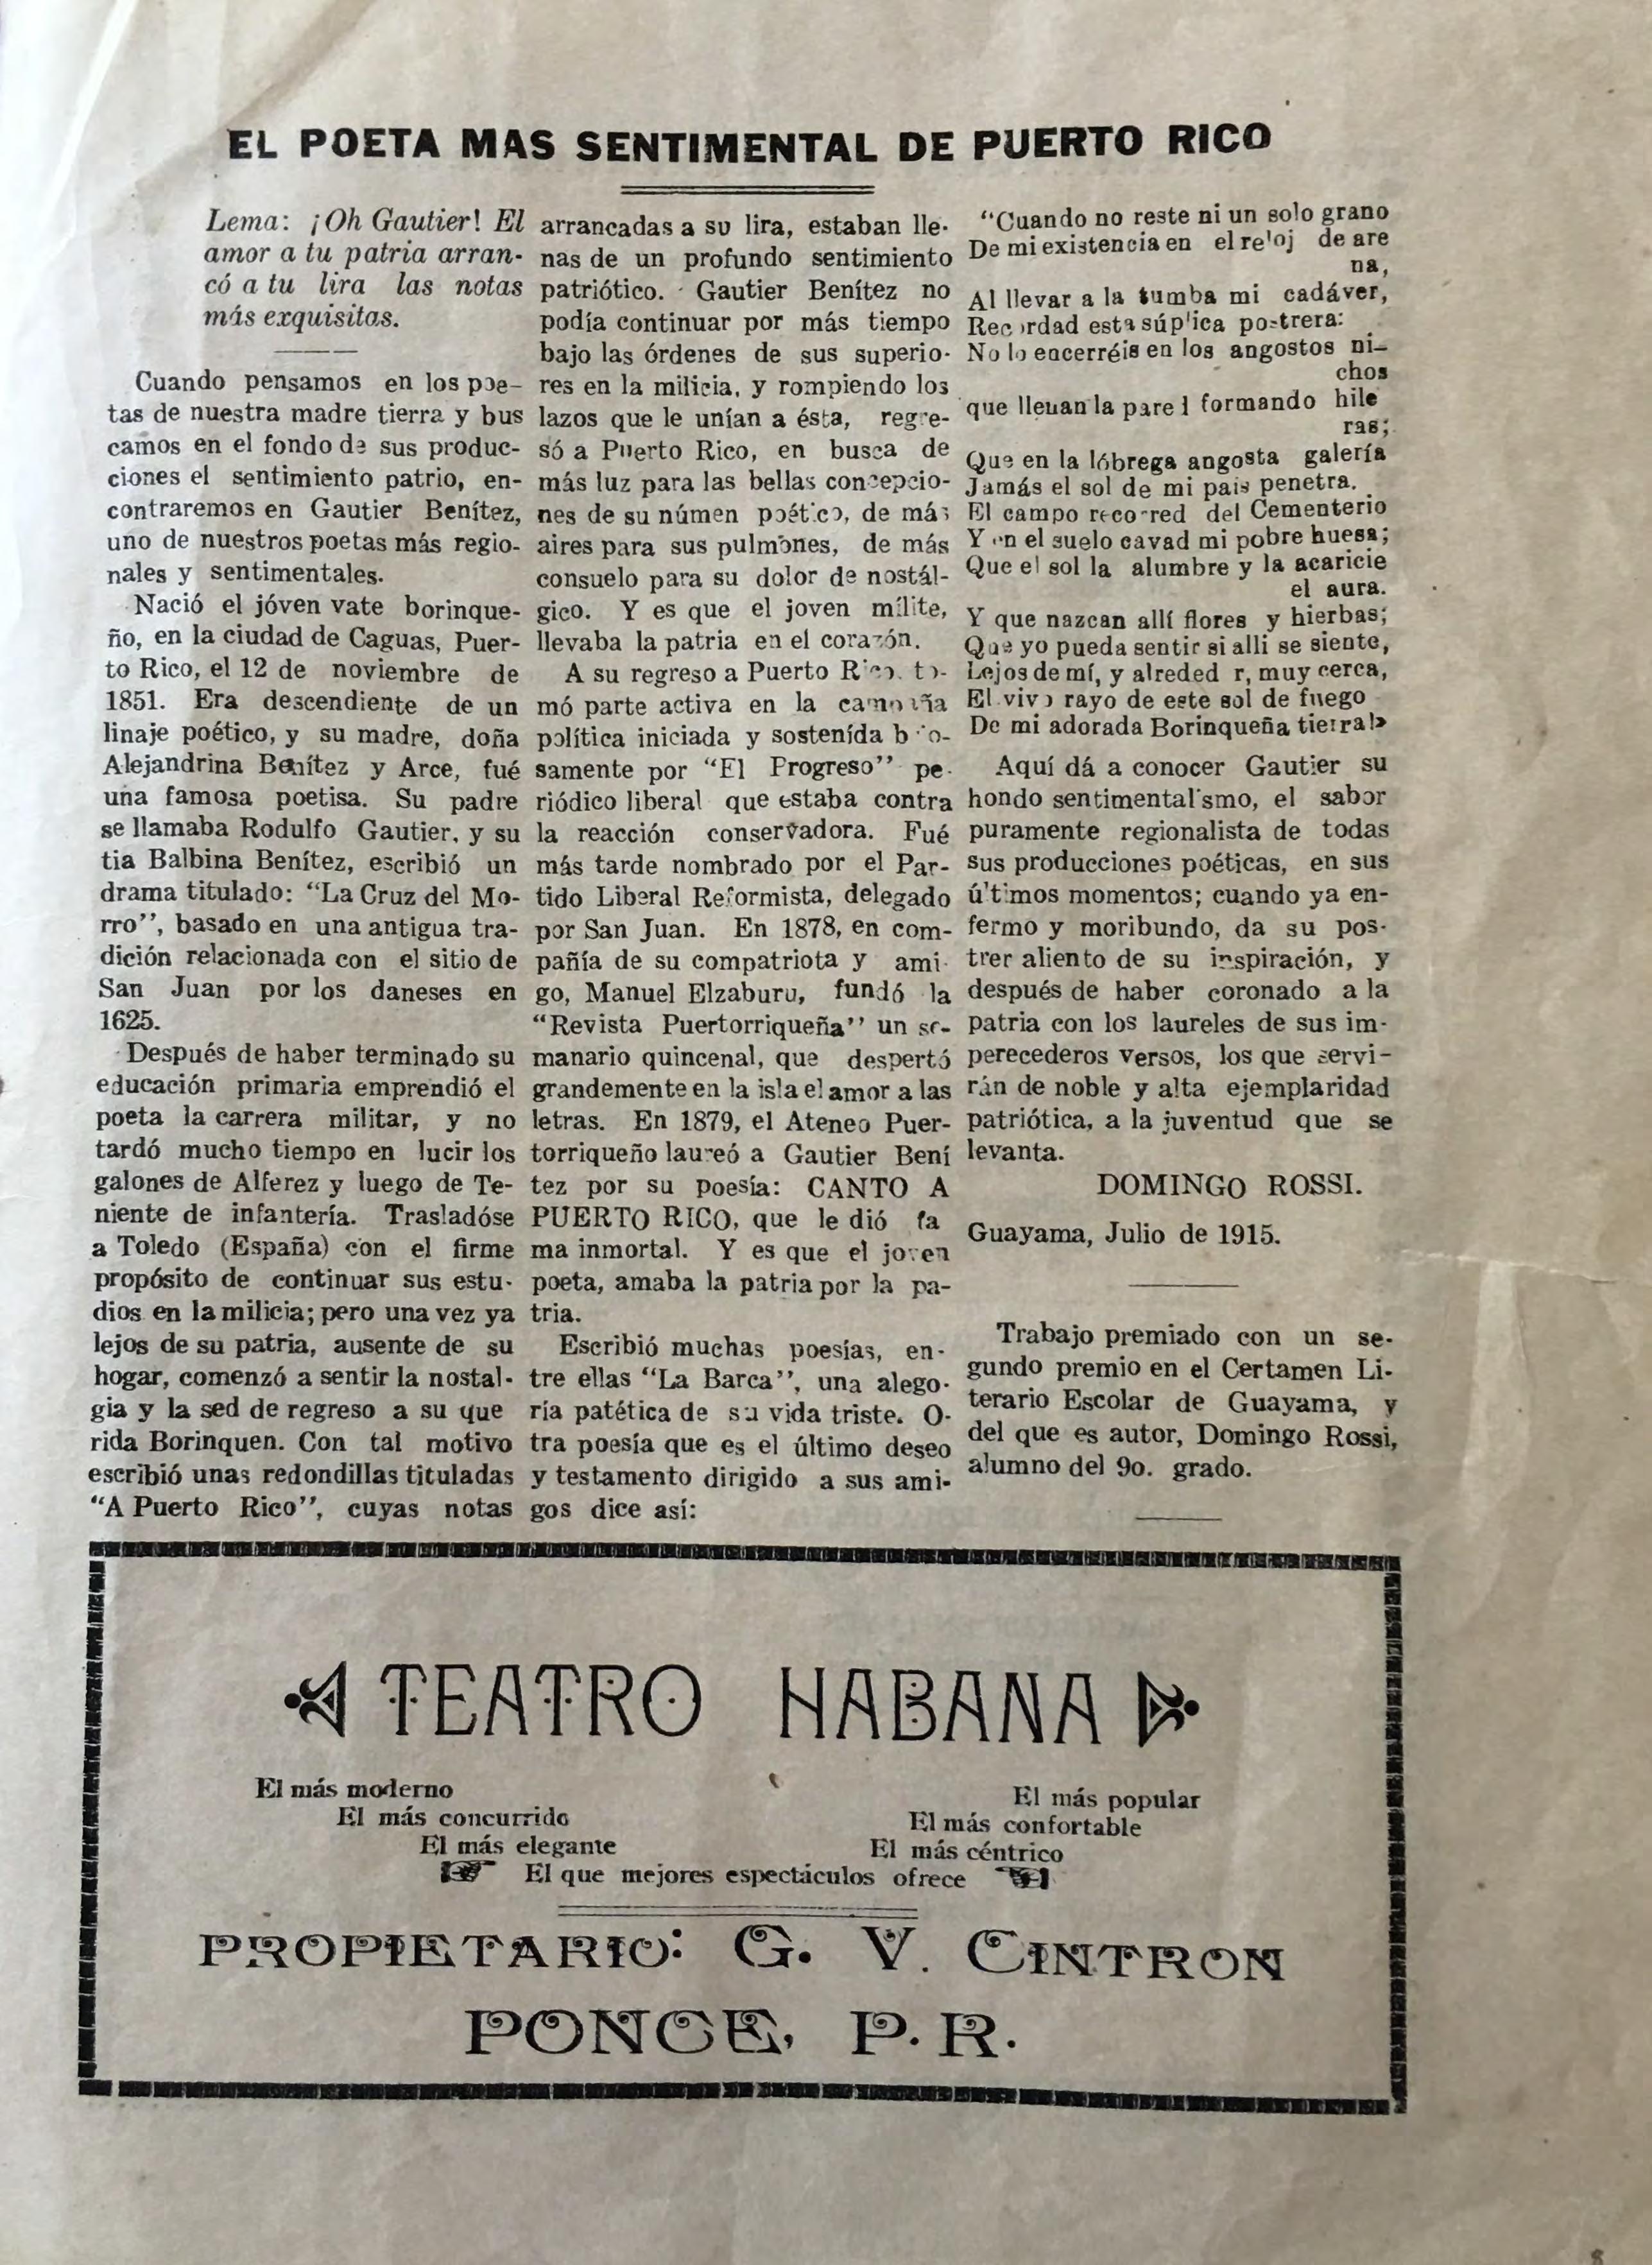 EL POETA MAS SENTIMENTAL DE PUERTO RICO
Lema: ¡Oh Gautier! El
amor a tu patria arran-
có a tu lira las notas
más exquisitas.
Cuando pensamos en los poe-
tas de nuestra madre tierra y bus
camos en el fondo de sus produc-
ciones el sentimiento patrio, en-
contraremos en Gautier Benítez,
uno de nuestros poetas más regio-
nales y sentimentales.
Nació el jóven vate borinque-
ño, en la ciudad de Caguas, Puer-
to Rico, el 12 de noviembre de
1851. Era descendiente de un
linaje poético, y su madre, doña
Alejandrina Benítez y Arce, fué
una famosa poetisa. Su padre
se llamaba Rodulfo Gautier, y su
tia Balbina Benítez, escribió un
drama titulado: "La Cruz del Mo-
rro", basado en una antigua tra-
dición relacionada con el sitio de
San Juan por los daneses en
1625.
Después de haber terminado su
educación primaria emprendió el
poeta la carrera militar, y no
tardó mucho tiempo en lucir los
galones de Alferez y luego de Te-
niente de infantería. Trasladóse
a Toledo (España) con el firme
propósito de continuar sus estu-
dios en la milicia; pero una vez ya
lejos de su patria, ausente de su
hogar, comenzó a sentir la nostal-
gia y la sed de regreso a su que
rida Borinquen. Con tal motivo
escribió unas redondillas tituladas
"A Puerto Rico", cuyas notas
arrancadas a su lira, estaban lle-
nas de un profundo sentimiento
patriótico. Gautier Benítez no
podía continuar por más tiempo
bajo las órdenes de sus superio-
res en la milicia, y rompiendo los
lazos que le unían a ésta, regre-
só a Puerto Rico, en busca de
más luz para las bellas concepcio-
nes de su númen poético, de más
aires para sus pulmones, de más
consuelo para su dolor de nostál-
gico. Y es que el joven mílite,
llevaba la patria en el corazón.
A su regreso a Puerto Rico, to-
mó parte activa en la campaña
política iniciada y sostenída brio-
samente por "El Progreso" pe-
riódico liberal que estaba contra
la reacción conservadora. Fué
más tarde nombrado por el Par-
tido Liberal Reformista, delegado
por San Juan. En 1878, en com-
pañía de su compatriota y ami-
go, Manuel Elzaburu, fundó la
"Revista Puertorriqueña" un se-
manario quincenal, que despertó
grandemente en la isla el amor a las
letras. En 1879, el Ateneo Puer-
torriqueño laureó a Gautier Bení
tez por su poesía: CANTO A
PUERTO RICO, que le dió fa
ma inmortal. Y es que el joven
poeta, amaba la patria por la pa-
tria.
Escribió muchas poesías, en-
tre ellas "La Barca", una alego-
ría patética de su vida triste. O-
tra poesía que es el último deseo
y testamento dirigido a sus ami-
gos dice así:
"Cuando no reste ni un solo grano
De mi existencia en el reloj de are
na,
Al llevar a la tumba mi cadáver,
Recordad esta súplica postrera:
No lo encerréis en los angostos ni-
chos
que llenan la pared formando hile
ras;
Que en la lóbrega angosta galería
Jamás el sol de mi pais penetra.
El campo recorred del Cementerio
Y en el suelo cavad mi pobre huesa;
Que el sol la alumbre y la acaricie
el aura.
Y que nazcan allí flores y hierbas;
Que yo pueda sentir si alli se siente,
Lejos de mí, y alreded r, muy cerca,
El vivo rayo de este sol de fuego
De mi adorada Borinqueña tierra!»
Aquí dá a conocer Gautier su
hondo sentimentalismo, el sabor
puramente regionalista de todas
sus producciones poéticas, en sus
últimos momentos; cuando ya en-
fermo y moribundo, da su pos-
trer aliento de su inspiración, y
después de haber coronado a la
patria con los laureles de sus im-
perecederos versos, los que servi-
rán de noble y alta ejemplaridad
patriótica, a la juventud que se
levanta.
DOMINGO ROSSI.
Guayama, Julio de 1915.
Trabajo premiado con un se-
gundo premio en el Certamen Li-
terario Escolar de Guayama, y
del que es autor, Domingo Rossi,
alumno del 9o. grado.
TEATRO HABANA
El más moderno
El más concurrido
El más elegante
El más popular
El más confortable
El más céntrico
El que mejores espectáculos ofrece
PROPIETARIO: G. V. CINTRON
PONCE, P. R.